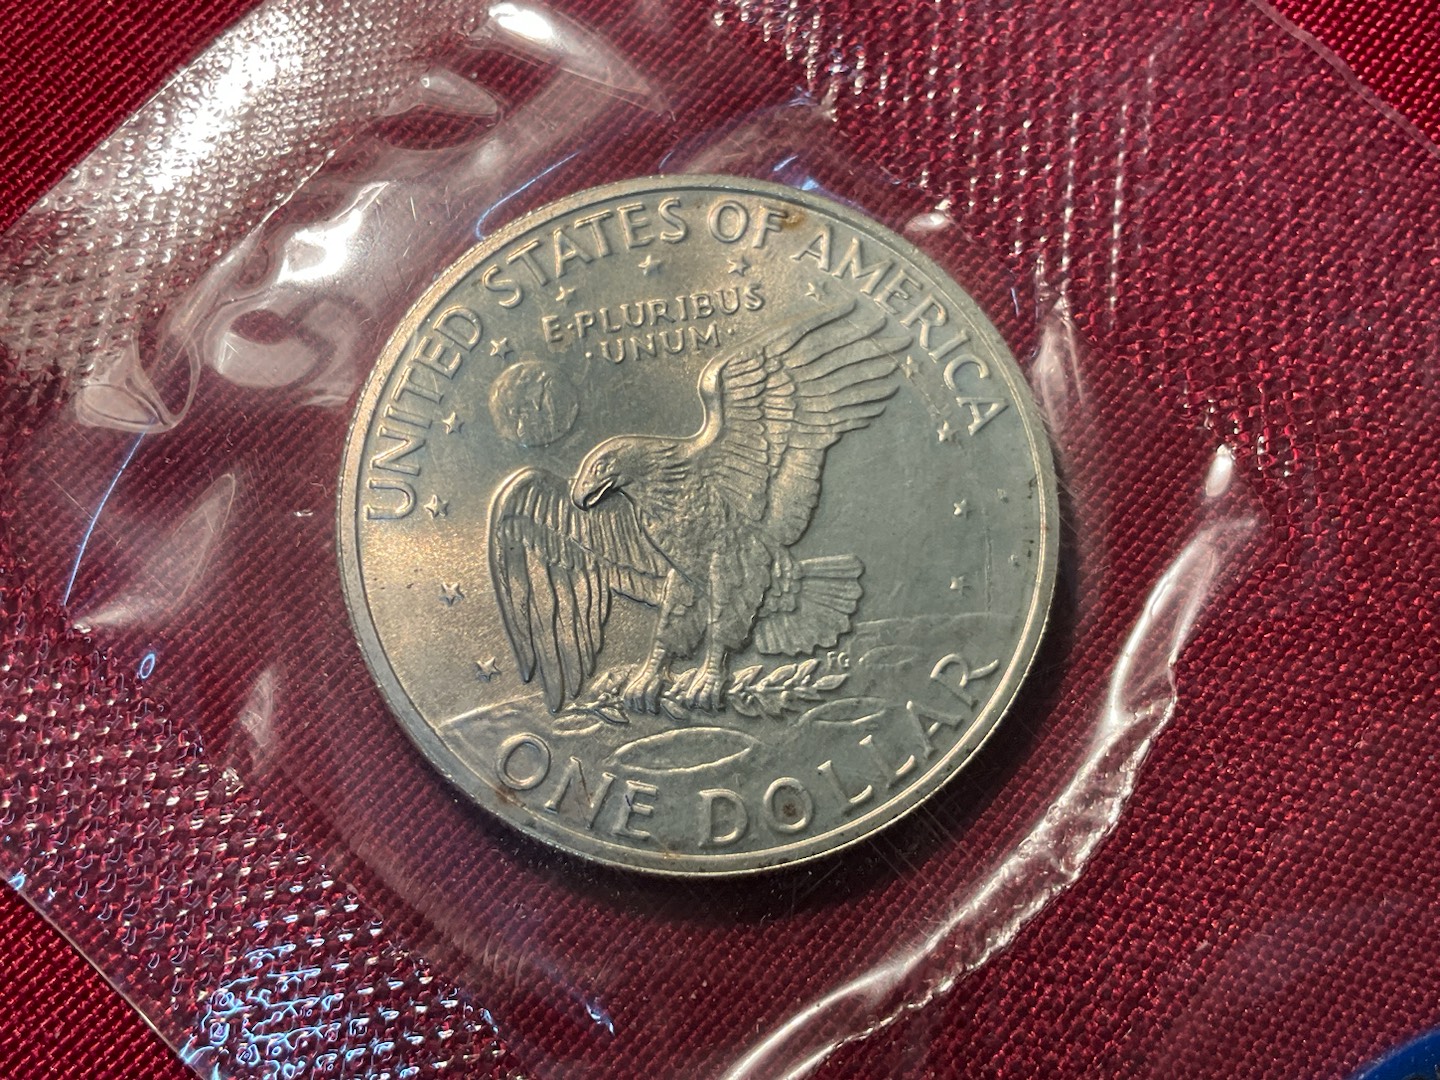 UNITED STATES OF AMERICA
E·PLURIBUS
·UNUM·
FG
ONE DOLLAR